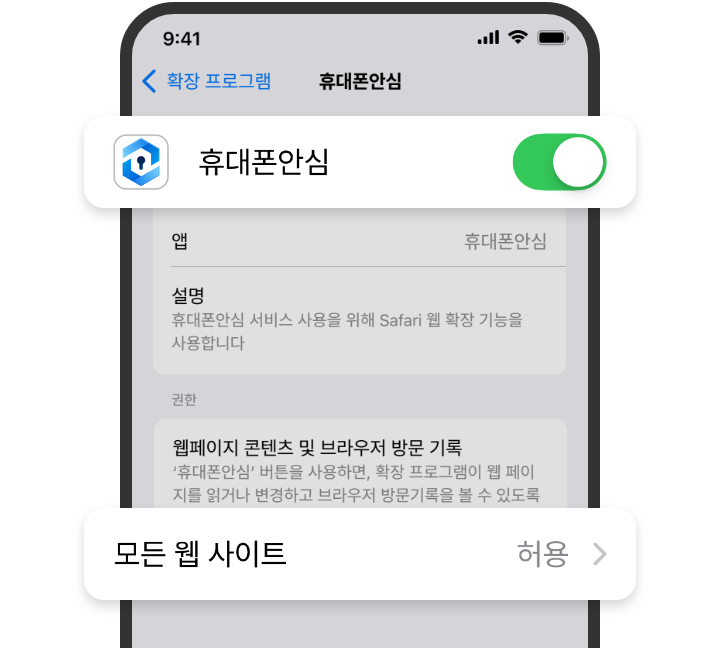 9:41
확장 프로그램
휴대폰안심
휴대폰안심
앱
휴대폰안심
설명
휴대폰안심 서비스 사용을 위해 Safari 웹 확장 기능을
사용합니다
권한
웹페이지 콘텐츠 및 브라우저 방문 기록
‘휴대폰안심’ 버튼을 사용하면, 확장 프로그램이 웹 페이
지를 읽거나 변경하고 브라우저 방문기록을 볼 수 있도록
모든 웹 사이트
허용